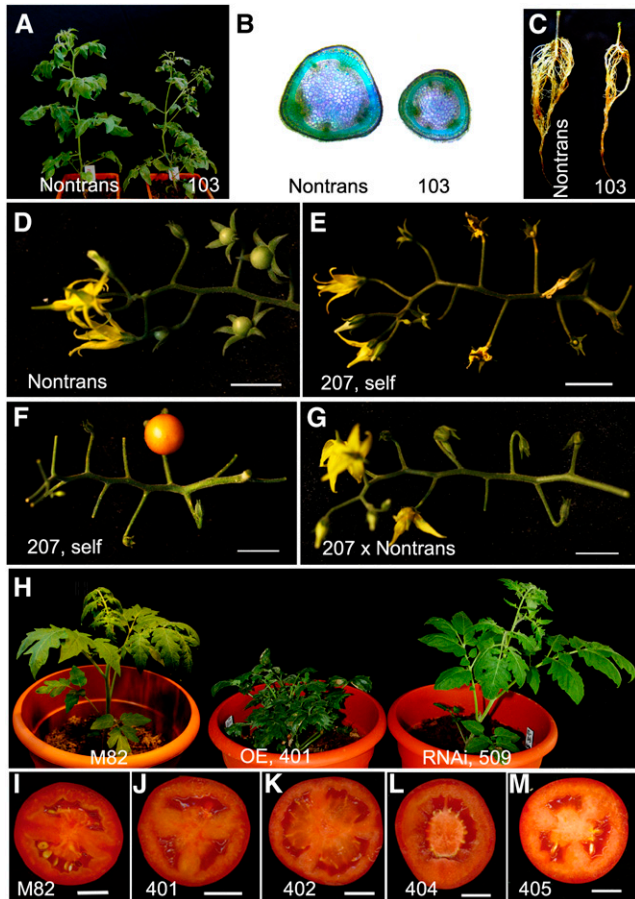 A
Nontrans 103
B
Nontrans 103
C
Nontrans
103
D
Nontrans
E
207, self
F
207, self
G
207 x Nontrans
H
M82 OE, 401 RNAi, 509
I J K L M
M82 401 402 404 405